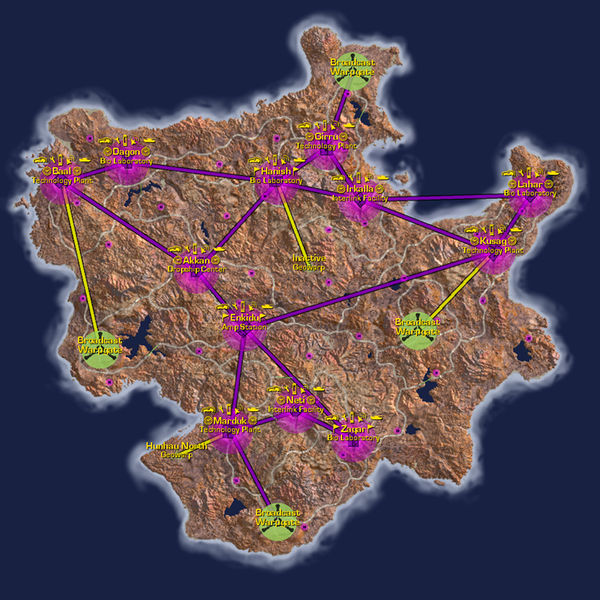 Broadcast
Warpgate
Girru
Technology Plant
Dagon
Bio Laboratory
Baal
Technology Plant
Hanish
Bio Laboratory
Irkalla
Interlink Facility
Lahar
Bio Laboratory
Kusag
Technology Plant
Akkan
Dropship Center
Inactive
Geowarp
Enkidu
Amp Station
Broadcast
Warpgate
Broadcast
Warpgate
Neti
Interlink Facility
Marduk
Technology Plant
Zaqar
Bio Laboratory
Hunhau North
Geowarp
Broadcast
Warpgate